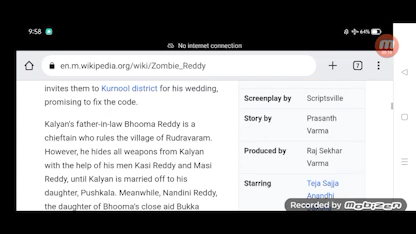 9:58
64%
No internet connection
en.m.wikipedia.org/wiki/Zombie_Reddy
7
invites them to Kurnool district for his wedding,
promising to fix the code.
Kalyan's father-in-law Bhooma Reddy is a
chieftain who rules the village of Rudravaram.
However, he hides all weapons from Kalyan
with the help of his men Kasi Reddy and Masi
Reddy, until Kalyan is married off to his
daughter, Pushkala. Meanwhile, Nandini Reddy,
the daughter of Bhooma's close aid Bukka
Screenplay by Scriptsville
Story by Prasanth
Varma
Produced by Raj Sekhar
Varma
Starring Teja Sajja
Anandhi
Recorded by Mobizen